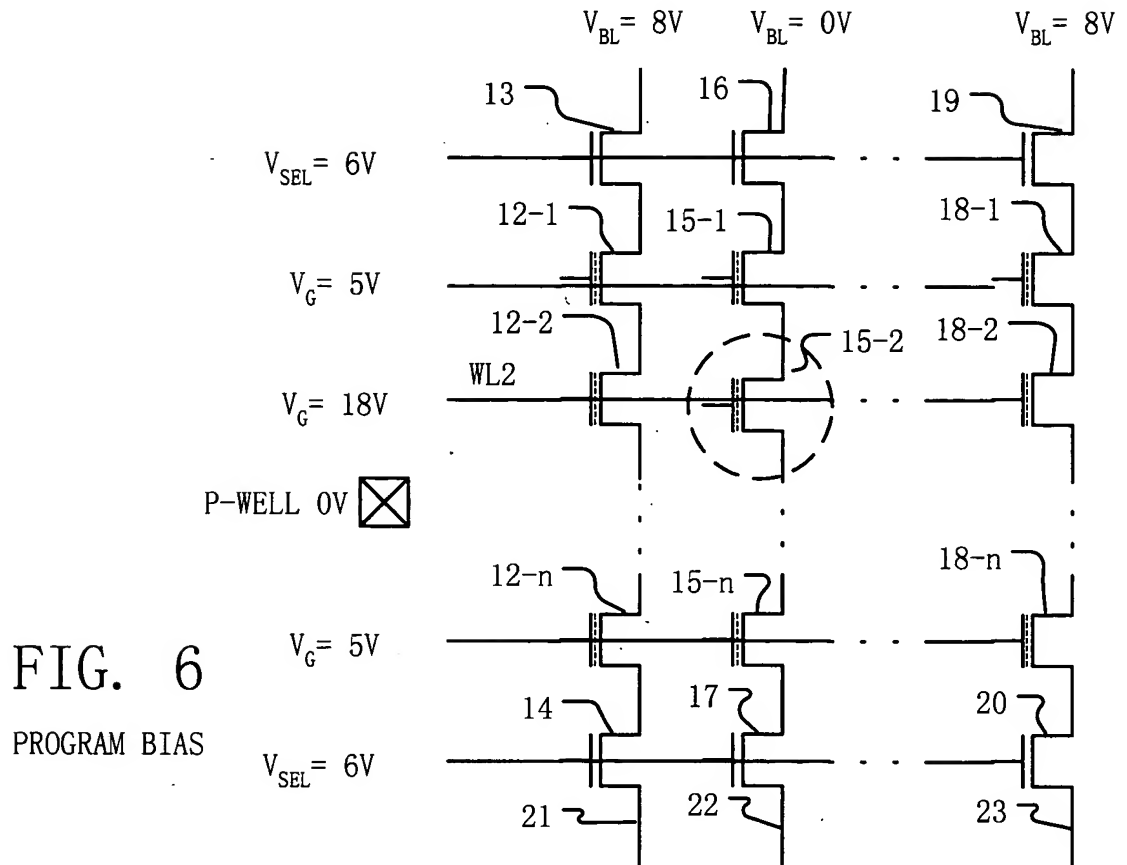 V_BL= 8V V_BL= 0V V_BL= 8V
13 16 19
V_SEL= 6V
12-1 15-1 18-1
V_G= 5V
12-2 15-2 18-2
WL2
V_G= 18V
P-WELL 0V
12-n 15-n 18-n
V_G= 5V
FIG. 6
14 17 20
PROGRAM BIAS
V_SEL= 6V
21 22 23